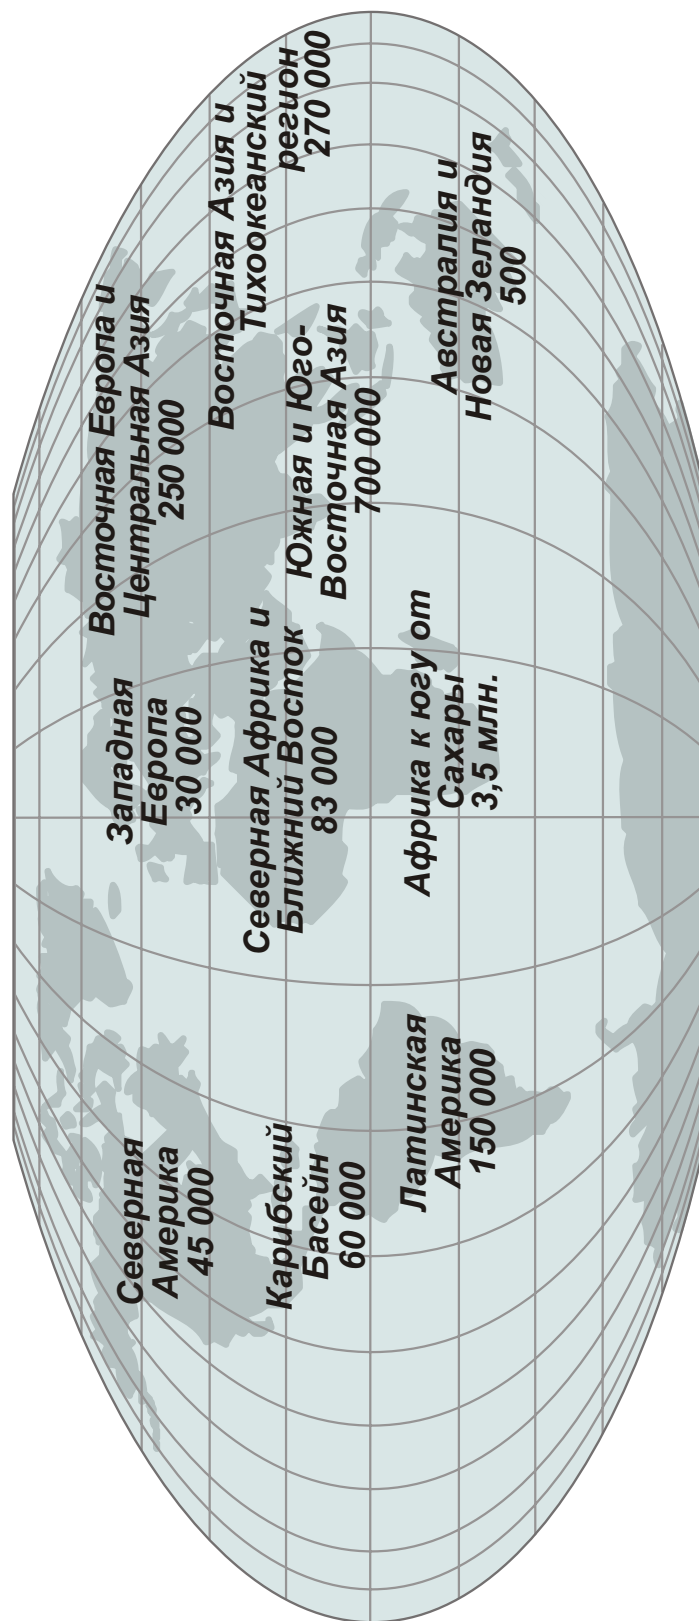 Северная
Америка
45 000
Карибский
Басейн
60 000
Латинская
Америка
150 000
Западная
Европа
30 000
Северная Африка и
Ближний Восток
83 000
Африка к югу от
Сахары
3,5 млн.
Восточная Европа и
Центральная Азия
250 000
Восточная Азия и
Тихоокеанский
регион
270 000
Южная и Юго-
Восточная Азия
700 000
Австралия и
Новая Зеландия
500